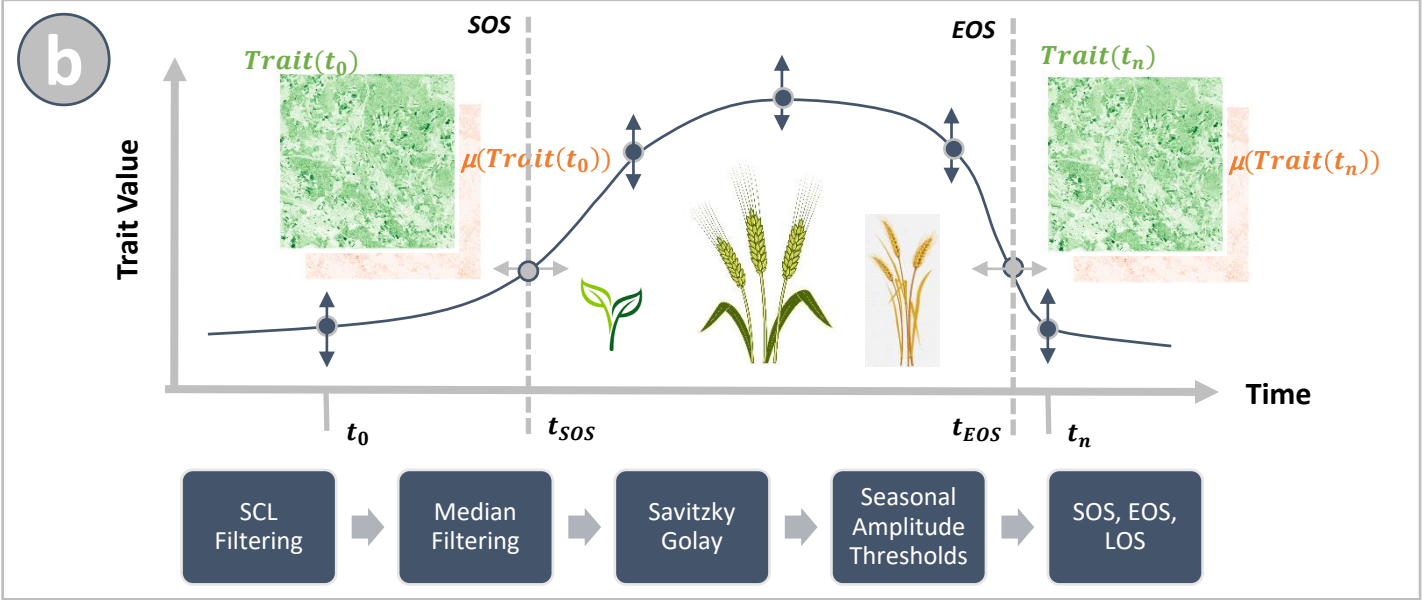 b
SOS
EOS
Trait(t₀)
Trait(tₙ)
μ(Trait(t₀))
μ(Trait(tₙ))
Trait Value
Time
t₀
t_SOS
t_EOS
tₙ
SCL
Filtering
Median
Filtering
Savitzky
Golay
Seasonal
Amplitude
Thresholds
SOS, EOS,
LOS